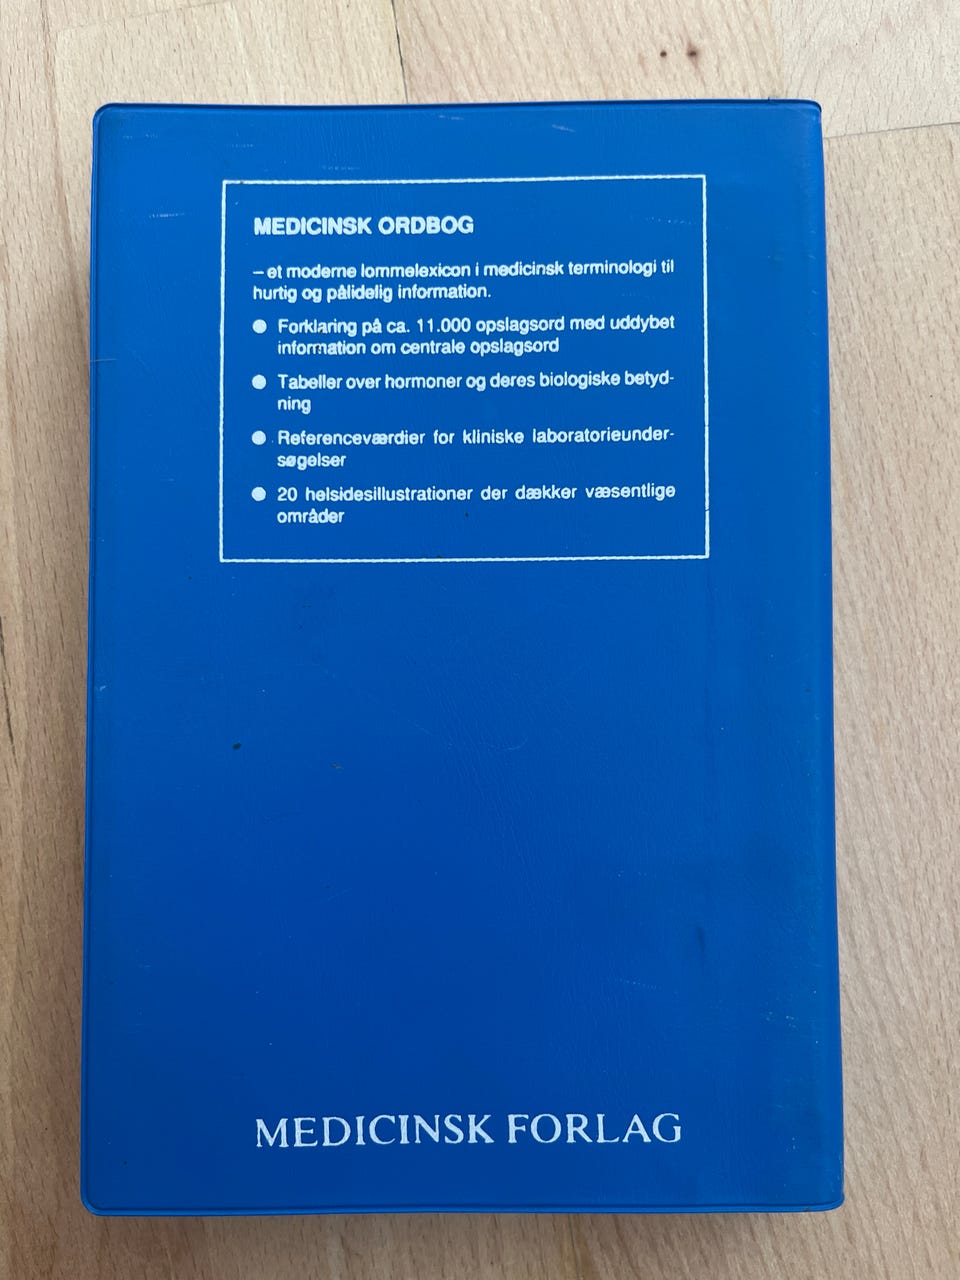 MEDICINSK ORDBOG
– et moderne lommelexicon i medicinsk terminologi til
hurtig og pålidelig information.
● Forklaring på ca. 11.000 opslagsord med uddybet
information om centrale opslagsord
● Tabeller over hormoner og deres biologiske betyd-
ning
● Referenceværdier for kliniske laboratorieunder-
søgelser
● 20 helsidesillustrationer der dækker væsentlige
områder
MEDICINSK FORLAG